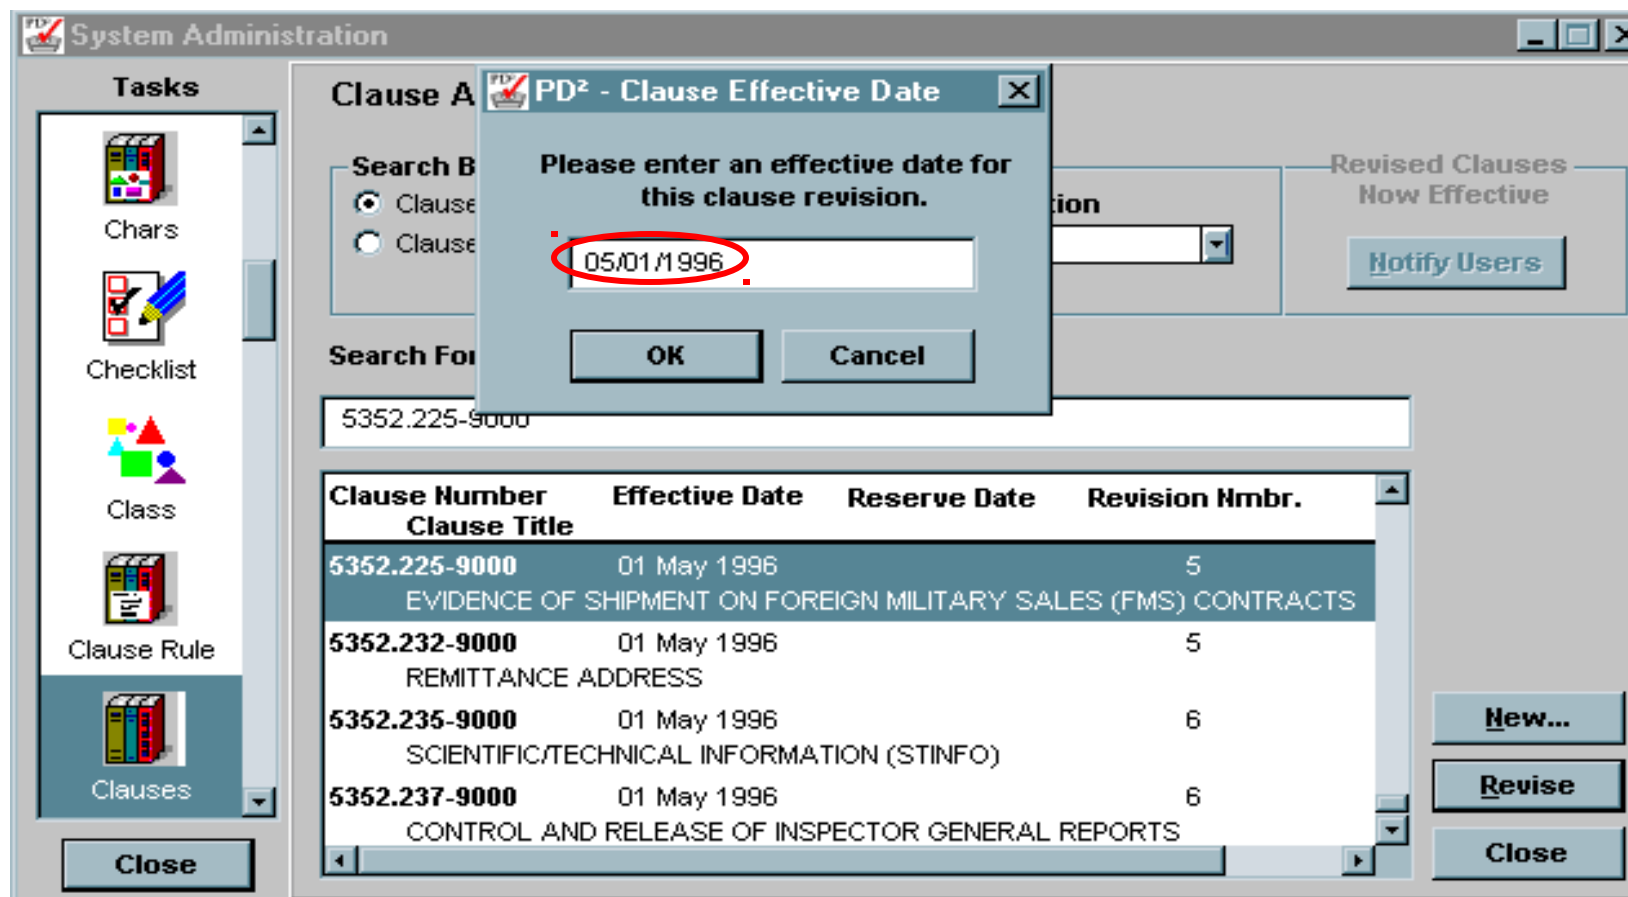 System Administration
Tasks
Chars
Checklist
Class
Clause Rule
Clauses
Close
Clause A
PD² - Clause Effective Date
Please enter an effective date for
this clause revision.
05/01/1996
OK
Cancel
Search B
Clause
Clause
ion
Revised Clauses
Now Effective
Notify Users
Search For
5352.225-9000
Clause Number Effective Date Reserve Date Revision Nmbr.
Clause Title
5352.225-9000 01 May 1996 5
EVIDENCE OF SHIPMENT ON FOREIGN MILITARY SALES (FMS) CONTRACTS
5352.232-9000 01 May 1996 5
REMITTANCE ADDRESS
5352.235-9000 01 May 1996 6
SCIENTIFIC/TECHNICAL INFORMATION (STINFO)
5352.237-9000 01 May 1996 6
CONTROL AND RELEASE OF INSPECTOR GENERAL REPORTS
New...
Revise
Close